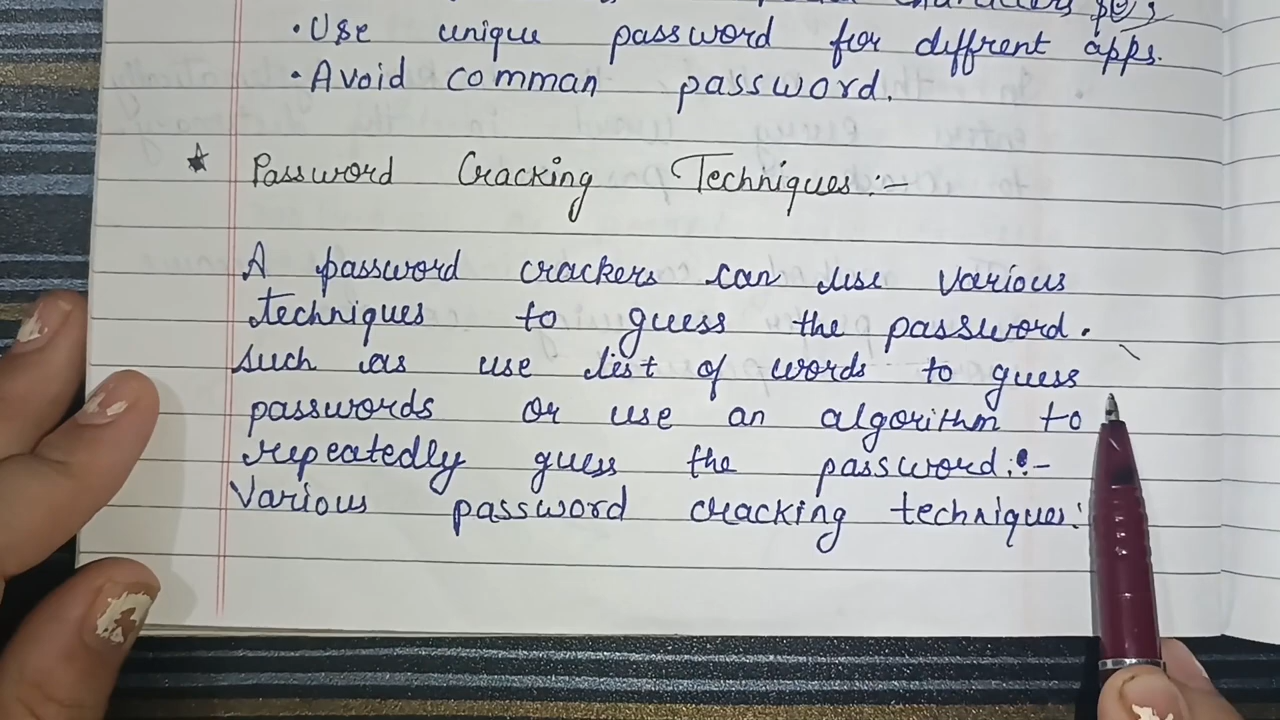 characters $@%
• Use unique password for diffrent apps.
• Avoid comman password.
★ Password Cracking Techniques:-
A password crackers can use various
techniques to guess the password.
such as use list of words to guess
passwords or use an algorithm to
repeatedly guess the password.:-
Various password cracking techniques: